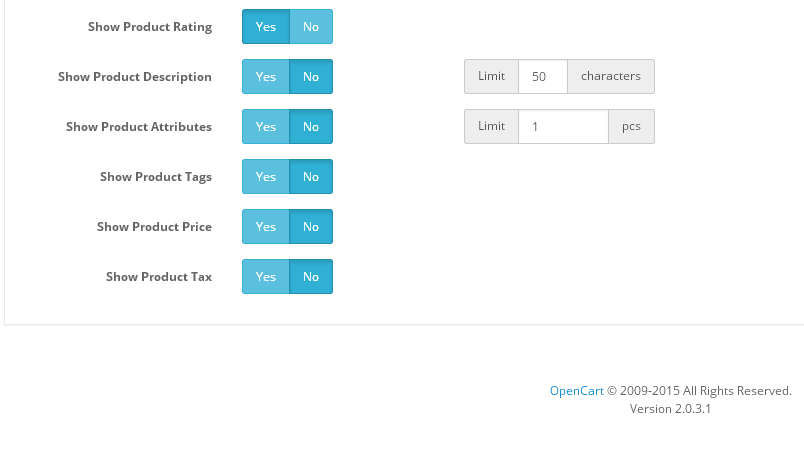 Show Product Rating Yes No
Show Product Description Yes No Limit 50 characters
Show Product Attributes Yes No Limit 1 pcs
Show Product Tags Yes No
Show Product Price Yes No
Show Product Tax Yes No
OpenCart © 2009-2015 All Rights Reserved.
Version 2.0.3.1